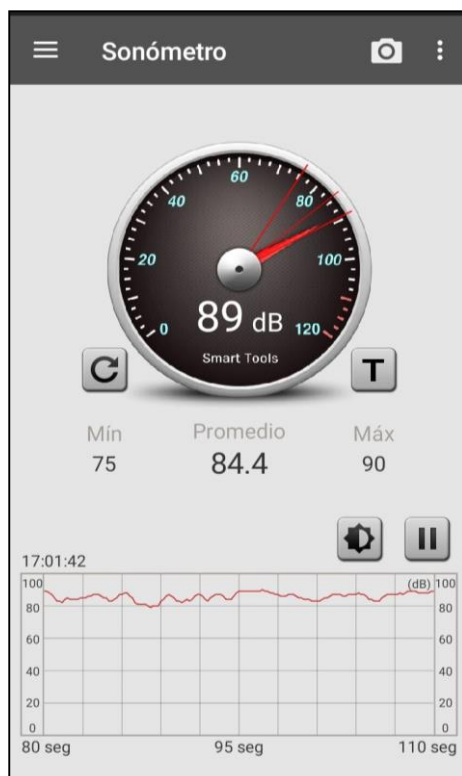 Sonómetro
60
40
80
20
100
0
89 dB
120
Smart Tools
T
Mín
Promedio
Máx
75
84.4
90
17:01:42
100
(dB) 100
80
80
60
60
40
40
20
20
0
0
80 seg
95 seg
110 seg